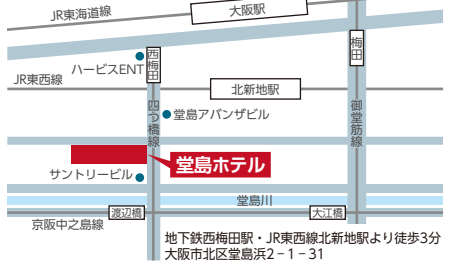 JR東海道線
大阪駅
梅田
西梅田
ハービスENT
JR東西線
北新地駅
四つ橋線
御堂筋線
堂島アバンザビル
堂島ホテル
サントリービル
堂島川
渡辺橋
大江橋
京阪中之島線
地下鉄西梅田駅・JR東西線北新地駅より徒歩3分
大阪市北区堂島浜2−1−31